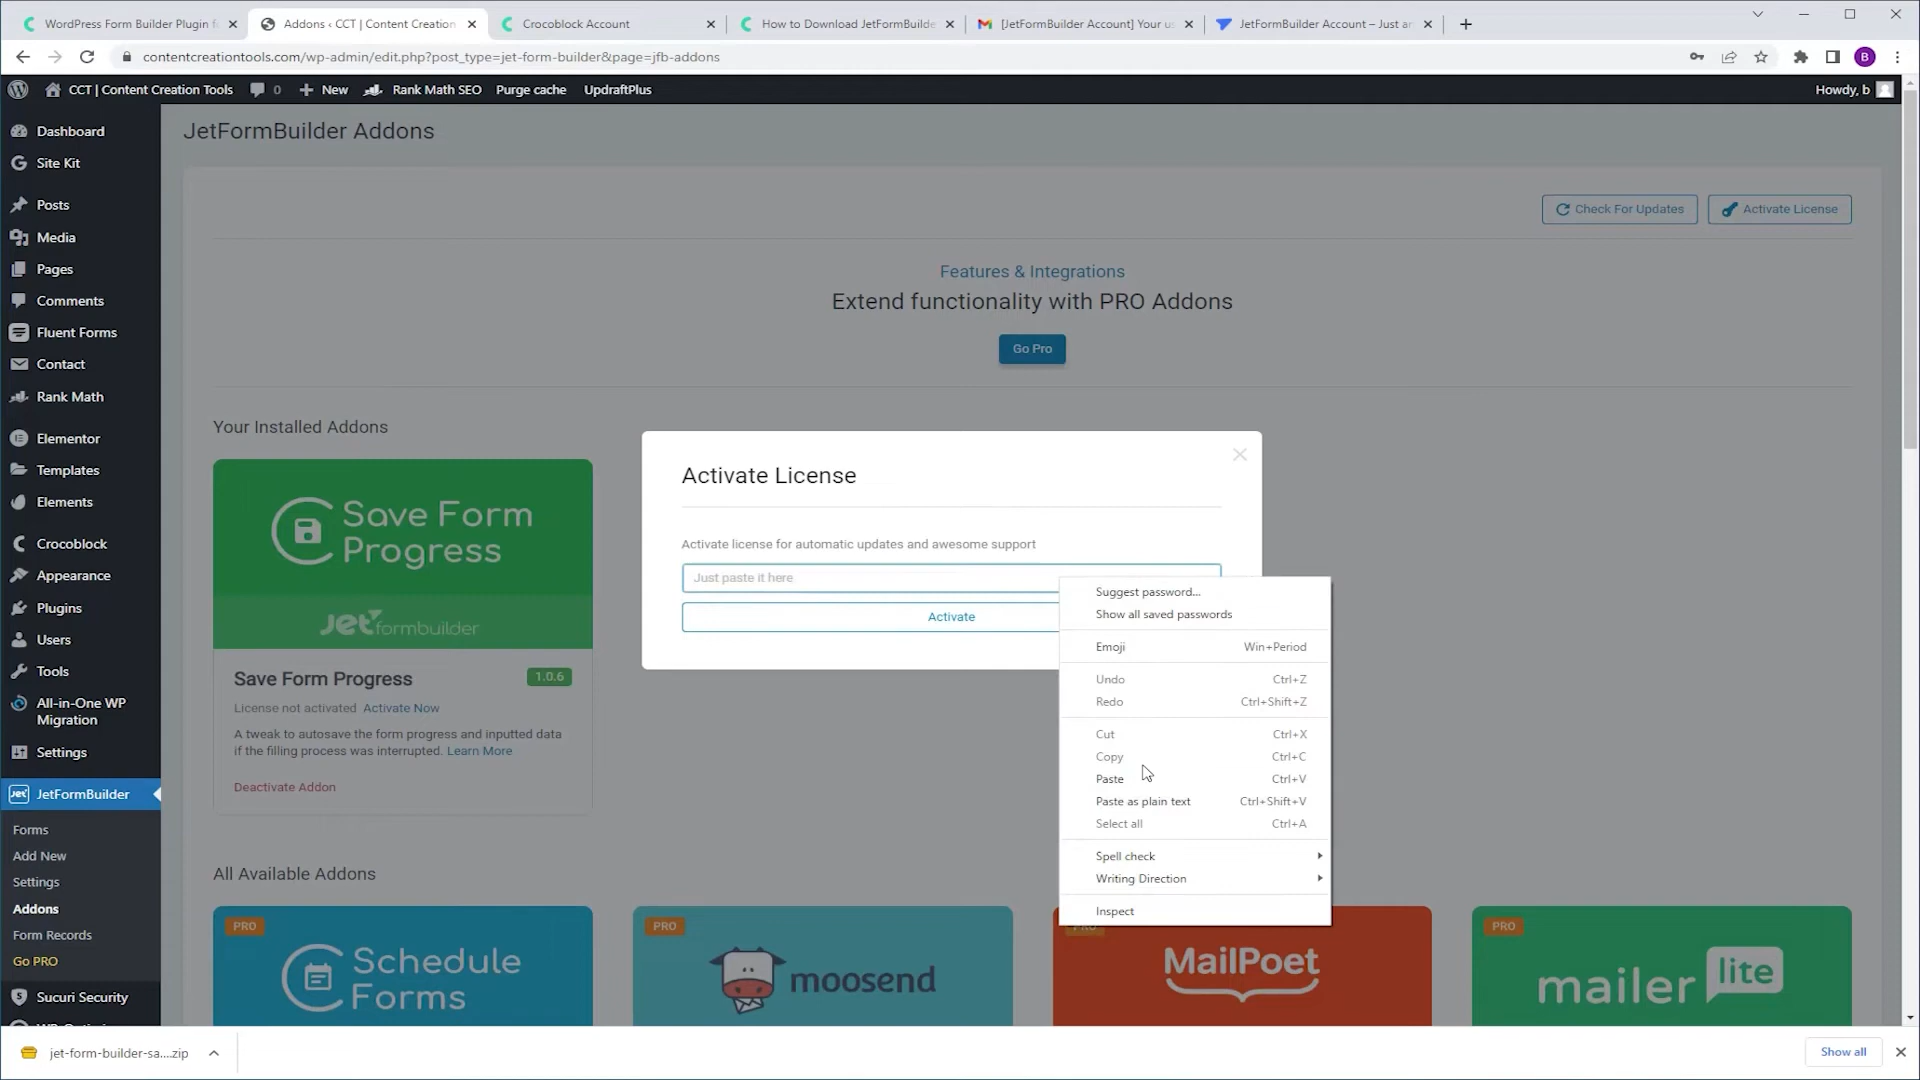 WordPress Form Builder Plugin f
Addons ‹ CCT | Content Creation
Crocoblock Account
How to Download JetFormBuilde
[JetFormBuilder Account] Your u
JetFormBuilder Account – Just a
contentcreationtools.com/wp-admin/edit.php?post_type=jet-form-builder&page=jfb-addons
B
CCT | Content Creation Tools
0
New
Rank Math SEO
Purge cache
UpdraftPlus
Howdy, b
Dashboard
Site Kit
Posts
Media
Pages
Comments
Fluent Forms
Contact
Rank Math
Elementor
Templates
Elements
Crocoblock
Appearance
Plugins
Users
Tools
All-in-One WP
Migration
Settings
Jet
JetFormBuilder
Forms
Add New
Settings
Addons
Form Records
Go PRO
Sucuri Security
JetFormBuilder Addons
Check For Updates
Activate License
Features & Integrations
Extend functionality with PRO Addons
Go Pro
Your Installed Addons
Save Form
Progress
Jet formbuilder
Save Form Progress
1.0.6
License not activated Activate Now
A tweak to autosave the form progress and inputted data
if the filling process was interrupted. Learn More
Deactivate Addon
Activate License
Activate license for automatic updates and awesome support
Just paste it here
Activate
Suggest password...
Show all saved passwords
Emoji Win+Period
Undo Ctrl+Z
Redo Ctrl+Shift+Z
Cut Ctrl+X
Copy Ctrl+C
Paste Ctrl+V
Paste as plain text Ctrl+Shift+V
Select all Ctrl+A
Spell check
Writing Direction
Inspect
All Available Addons
PRO
Schedule
Forms
PRO
moosend
PRO
MailPoet
PRO
mailer lite
jet-form-builder-sa....zip
Show all